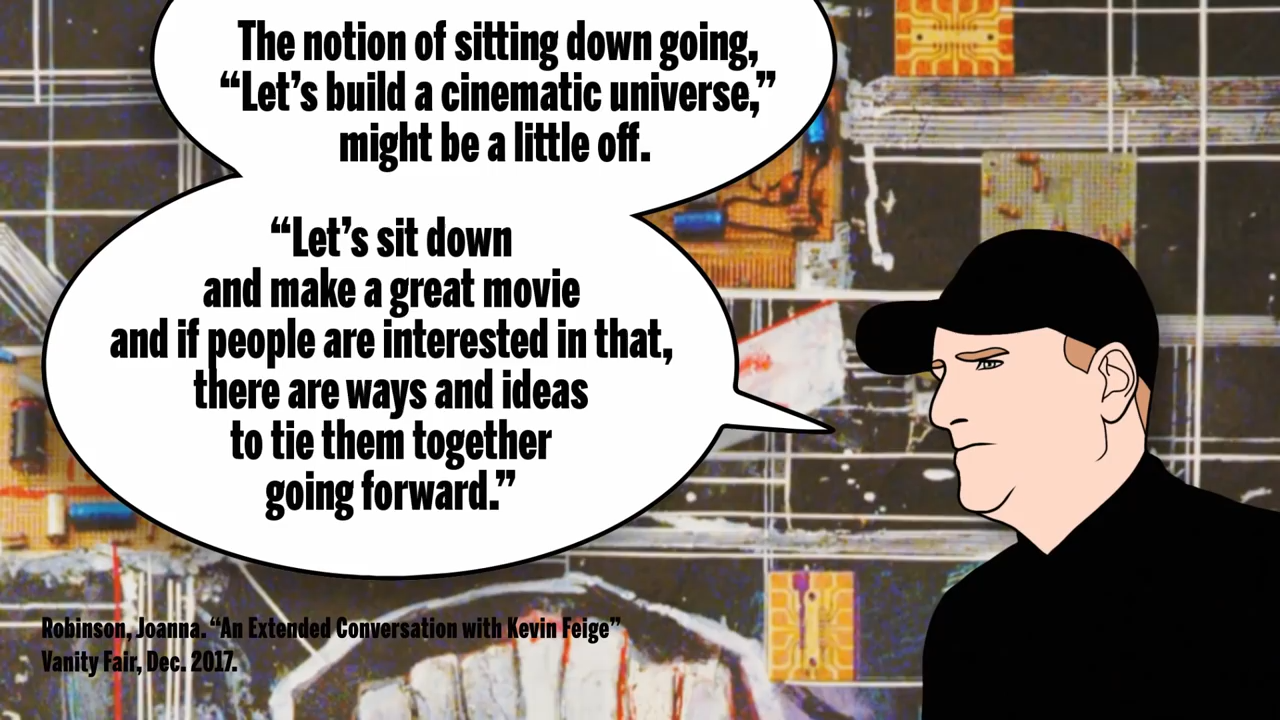 The notion of sitting down going,
“Let’s build a cinematic universe,”
might be a little off.
“Let’s sit down
and make a great movie
and if people are interested in that,
there are ways and ideas
to tie them together
going forward.”
Robinson, Joanna. “An Extended Conversation with Kevin Feige”
Vanity Fair, Dec. 2017.